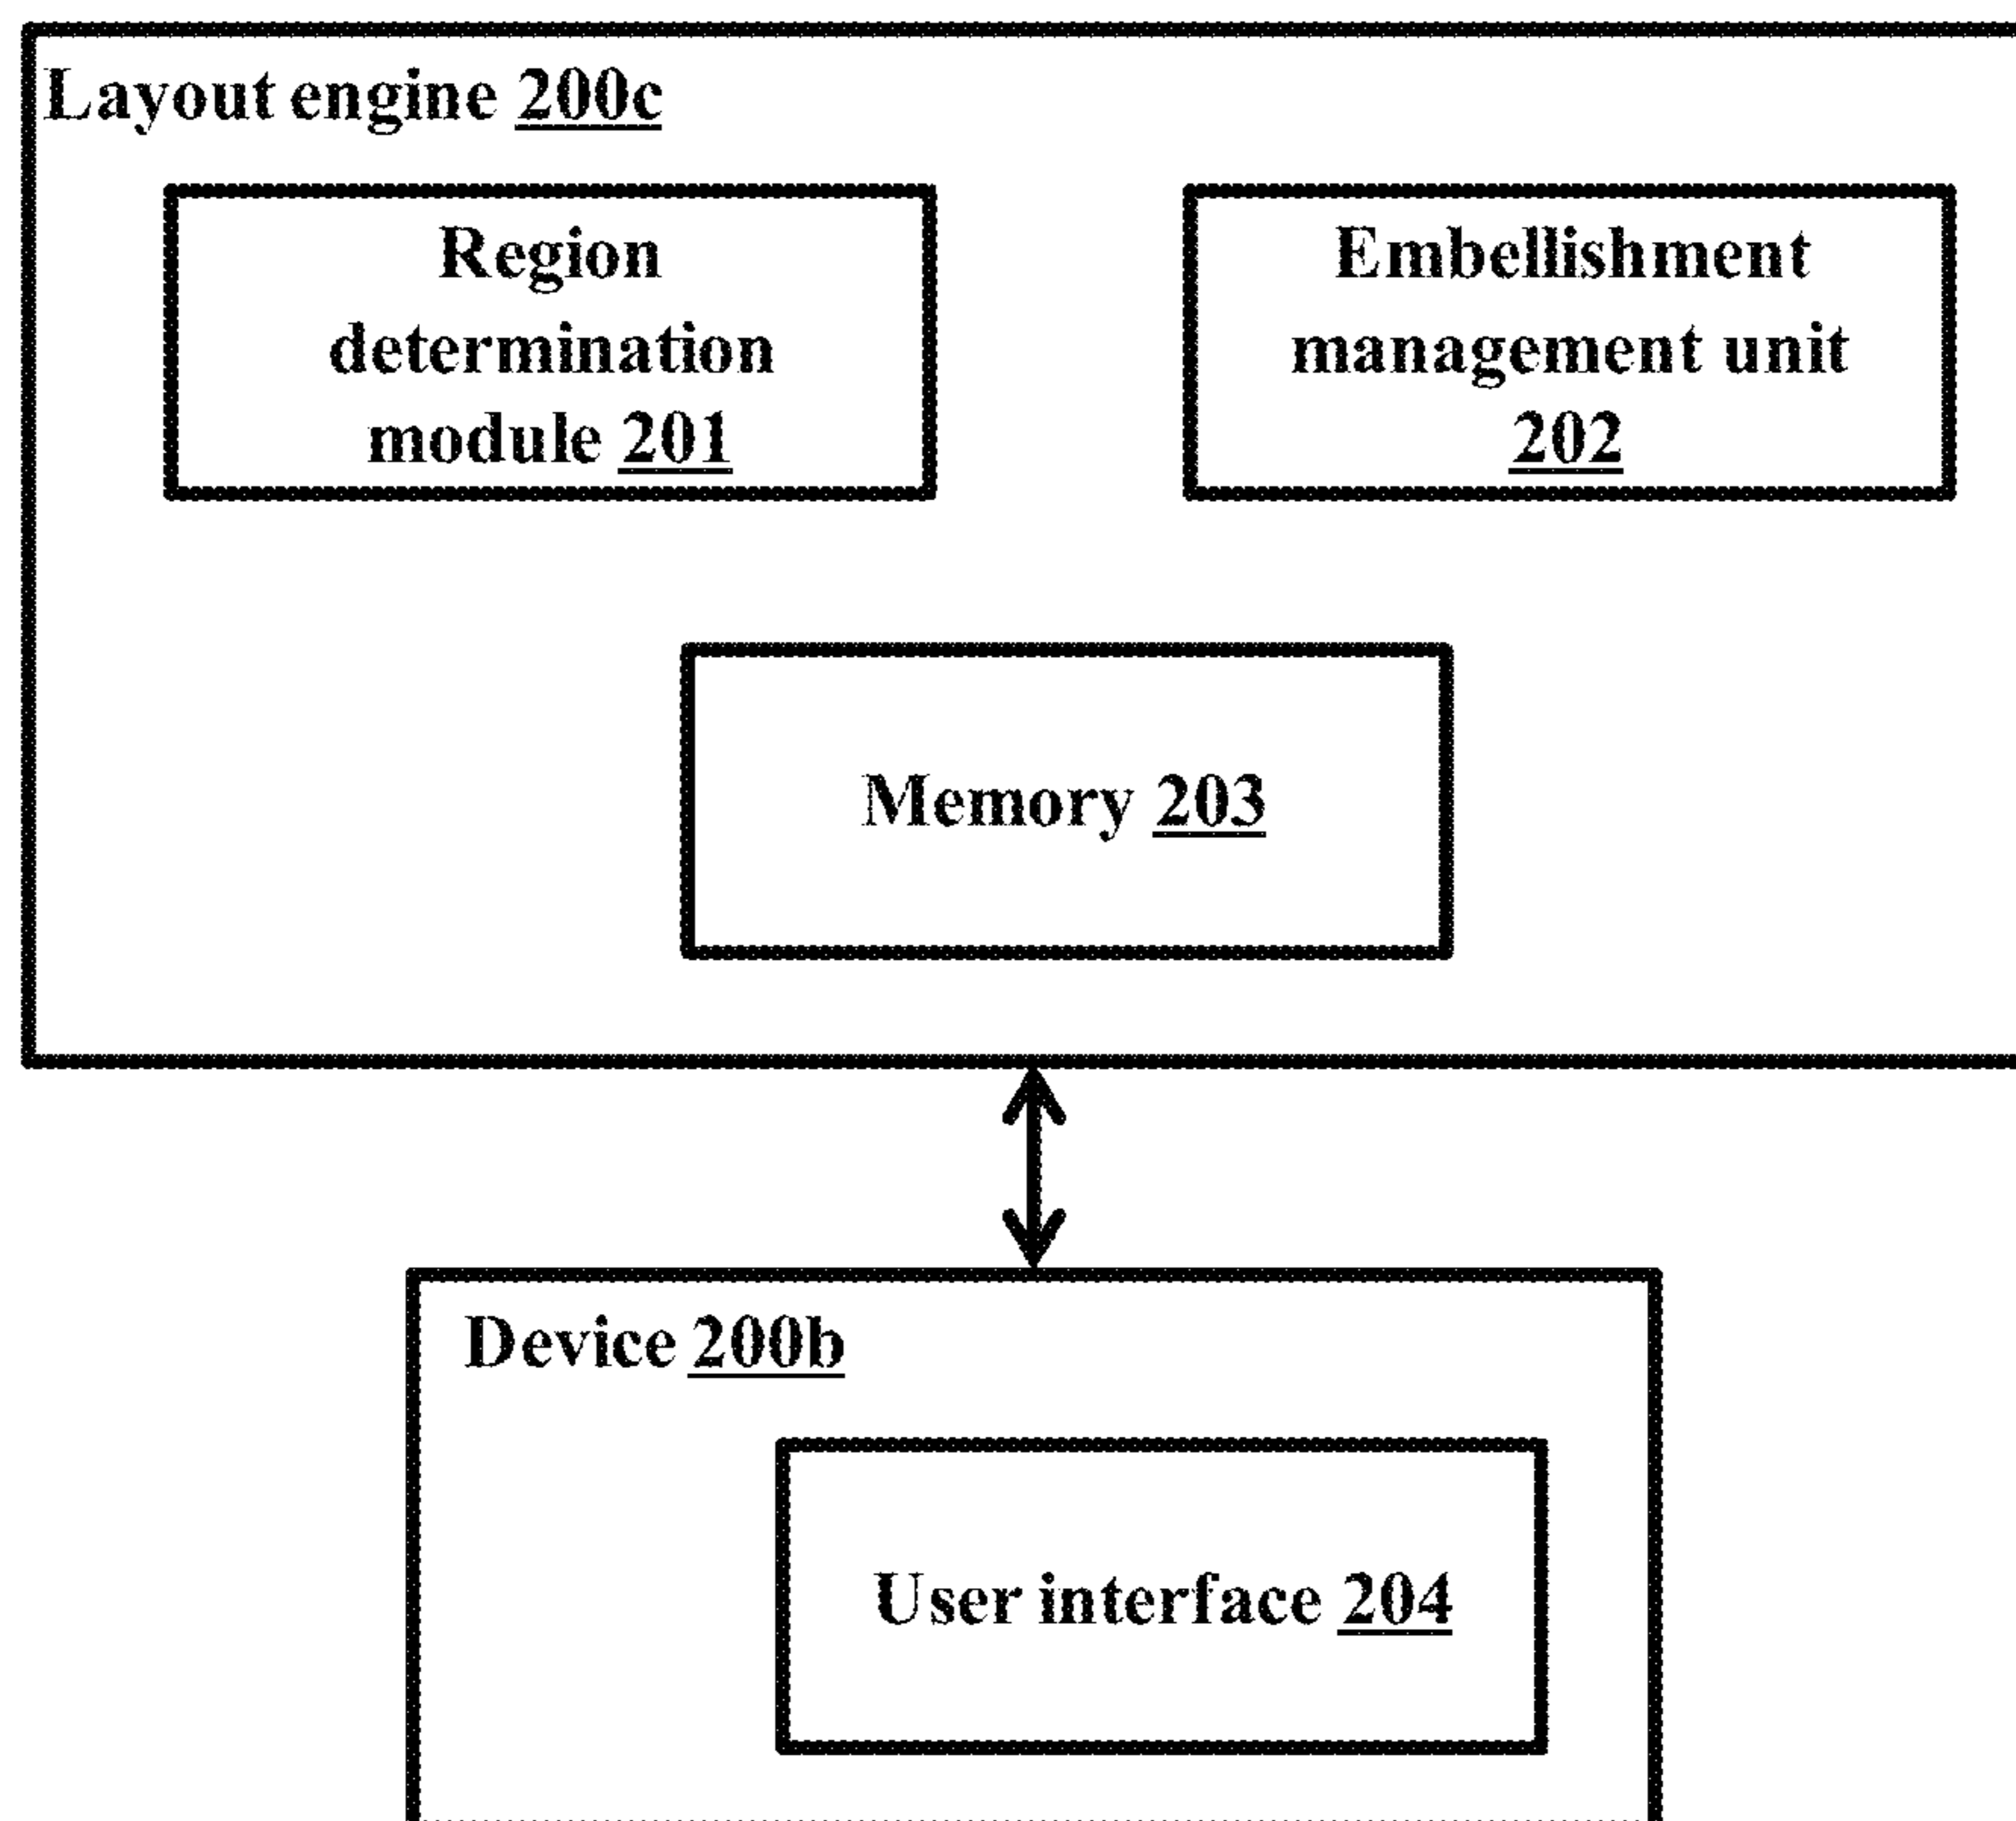 Layout engine 200c
Region
determination
module 201
Embellishment
management unit
202
Memory 203
Device 200b
User interface 204